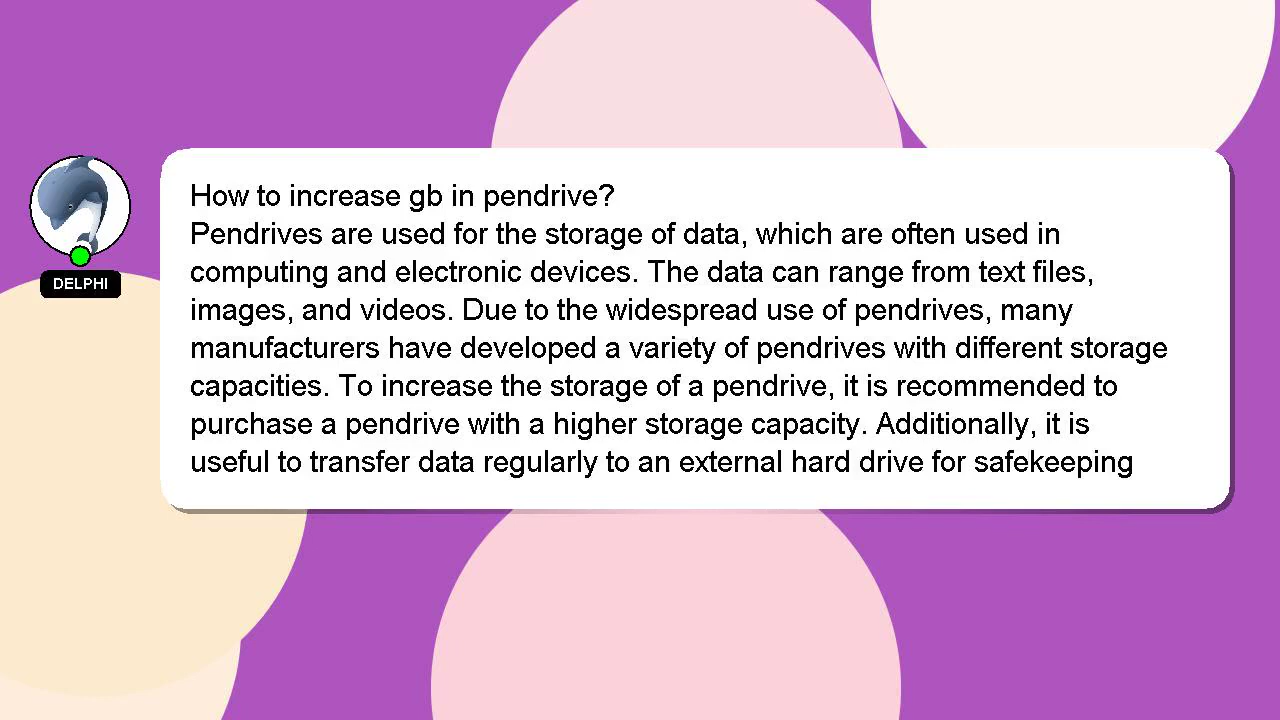 How to increase gb in pendrive?
Pendrives are used for the storage of data, which are often used in
computing and electronic devices. The data can range from text files,
images, and videos. Due to the widespread use of pendrives, many
manufacturers have developed a variety of pendrives with different storage
capacities. To increase the storage of a pendrive, it is recommended to
purchase a pendrive with a higher storage capacity. Additionally, it is
useful to transfer data regularly to an external hard drive for safekeeping
DELPHI